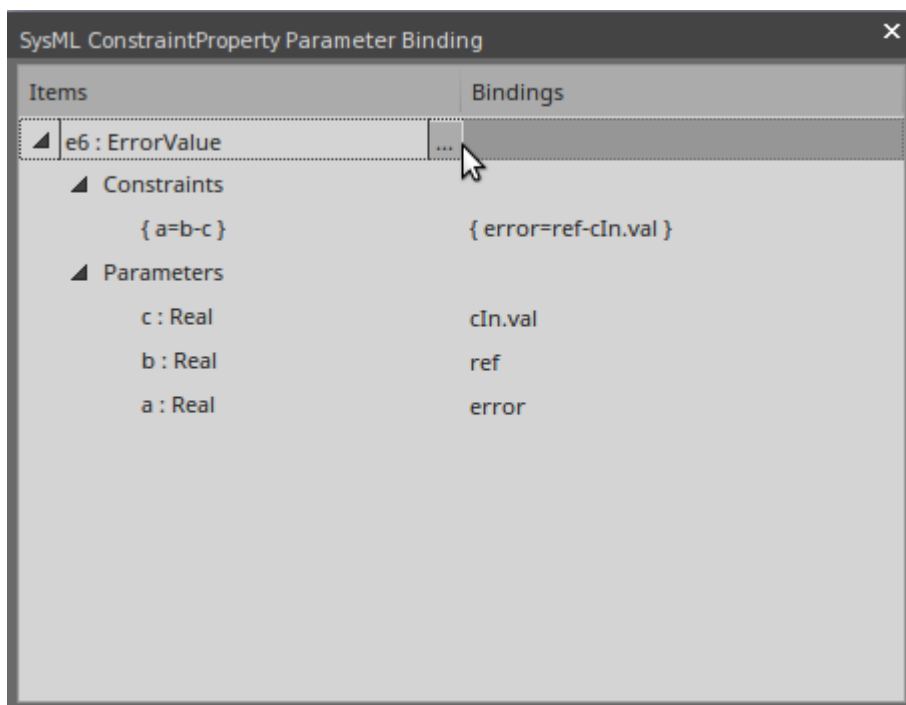 SysML ConstraintProperty Parameter Binding
Items Bindings
e6 : ErrorValue ...
Constraints
{ a=b-c } { error=ref-cIn.val }
Parameters
c : Real cIn.val
b : Real ref
a : Real error